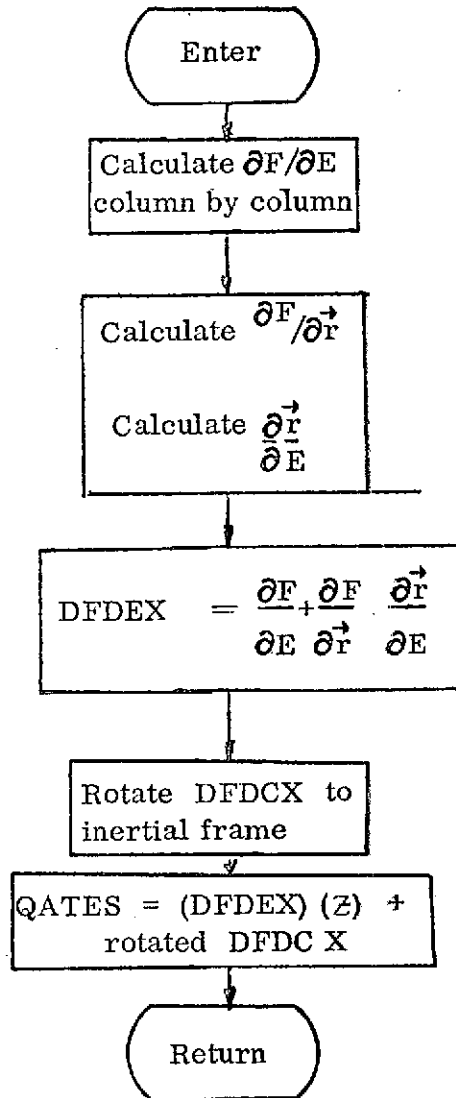 Enter
Calculate ∂F/∂E
column by column
Calculate ∂F/∂r⃗
Calculate ∂r⃗/∂E
DFDEX = ∂F/∂E + ∂F/∂r⃗ · ∂r⃗/∂E
Rotate DFDCX to
inertial frame
QATES = (DFDEX) (Z) +
rotated DFDC X
Return